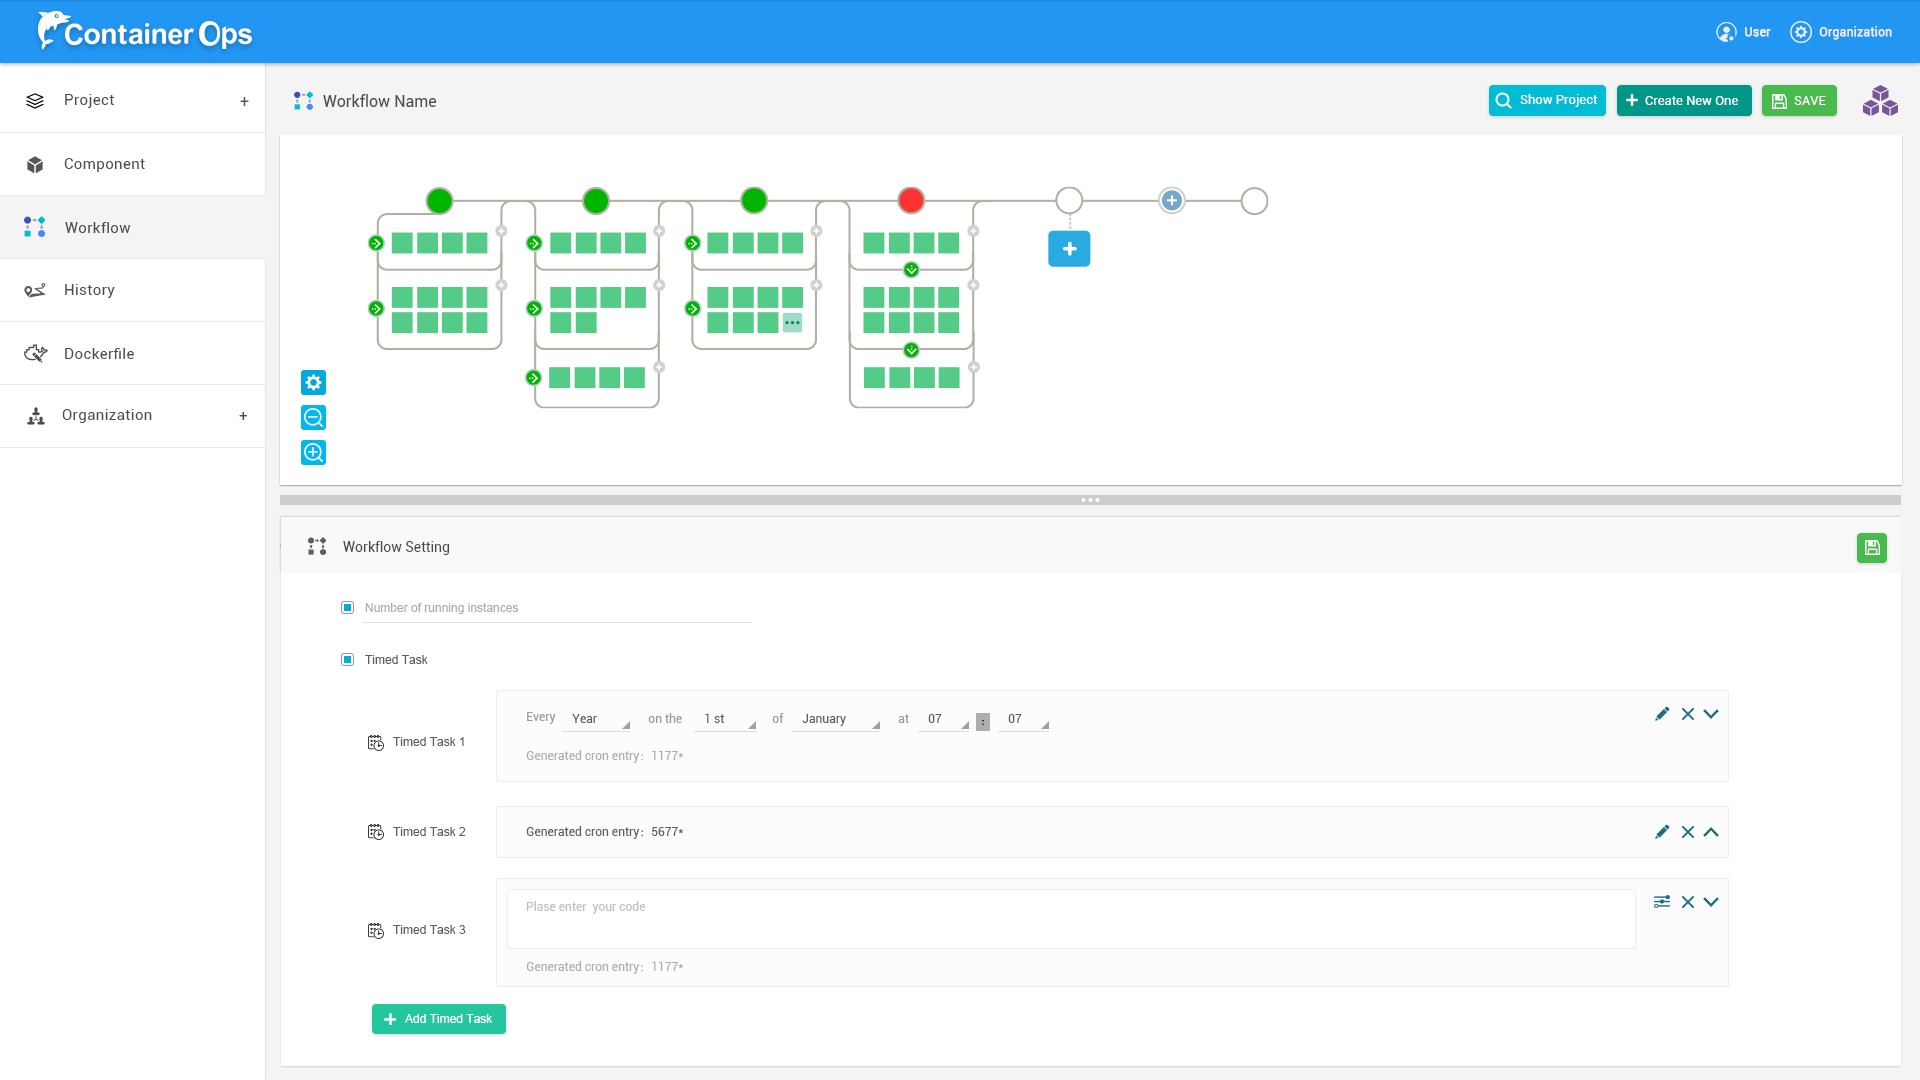 Container Ops
User
Organization
Project +
Component
Workflow
History
Dockerfile
Organization +
Workflow Name
Show Project
+ Create New One
SAVE
Workflow Setting
Number of running instances
Timed Task
Timed Task 1
Every Year on the 1 st of January at 07 : 07
Generated cron entry: 1177*
Timed Task 2
Generated cron entry: 5677*
Timed Task 3
Plase enter your code
Generated cron entry: 1177*
+ Add Timed Task